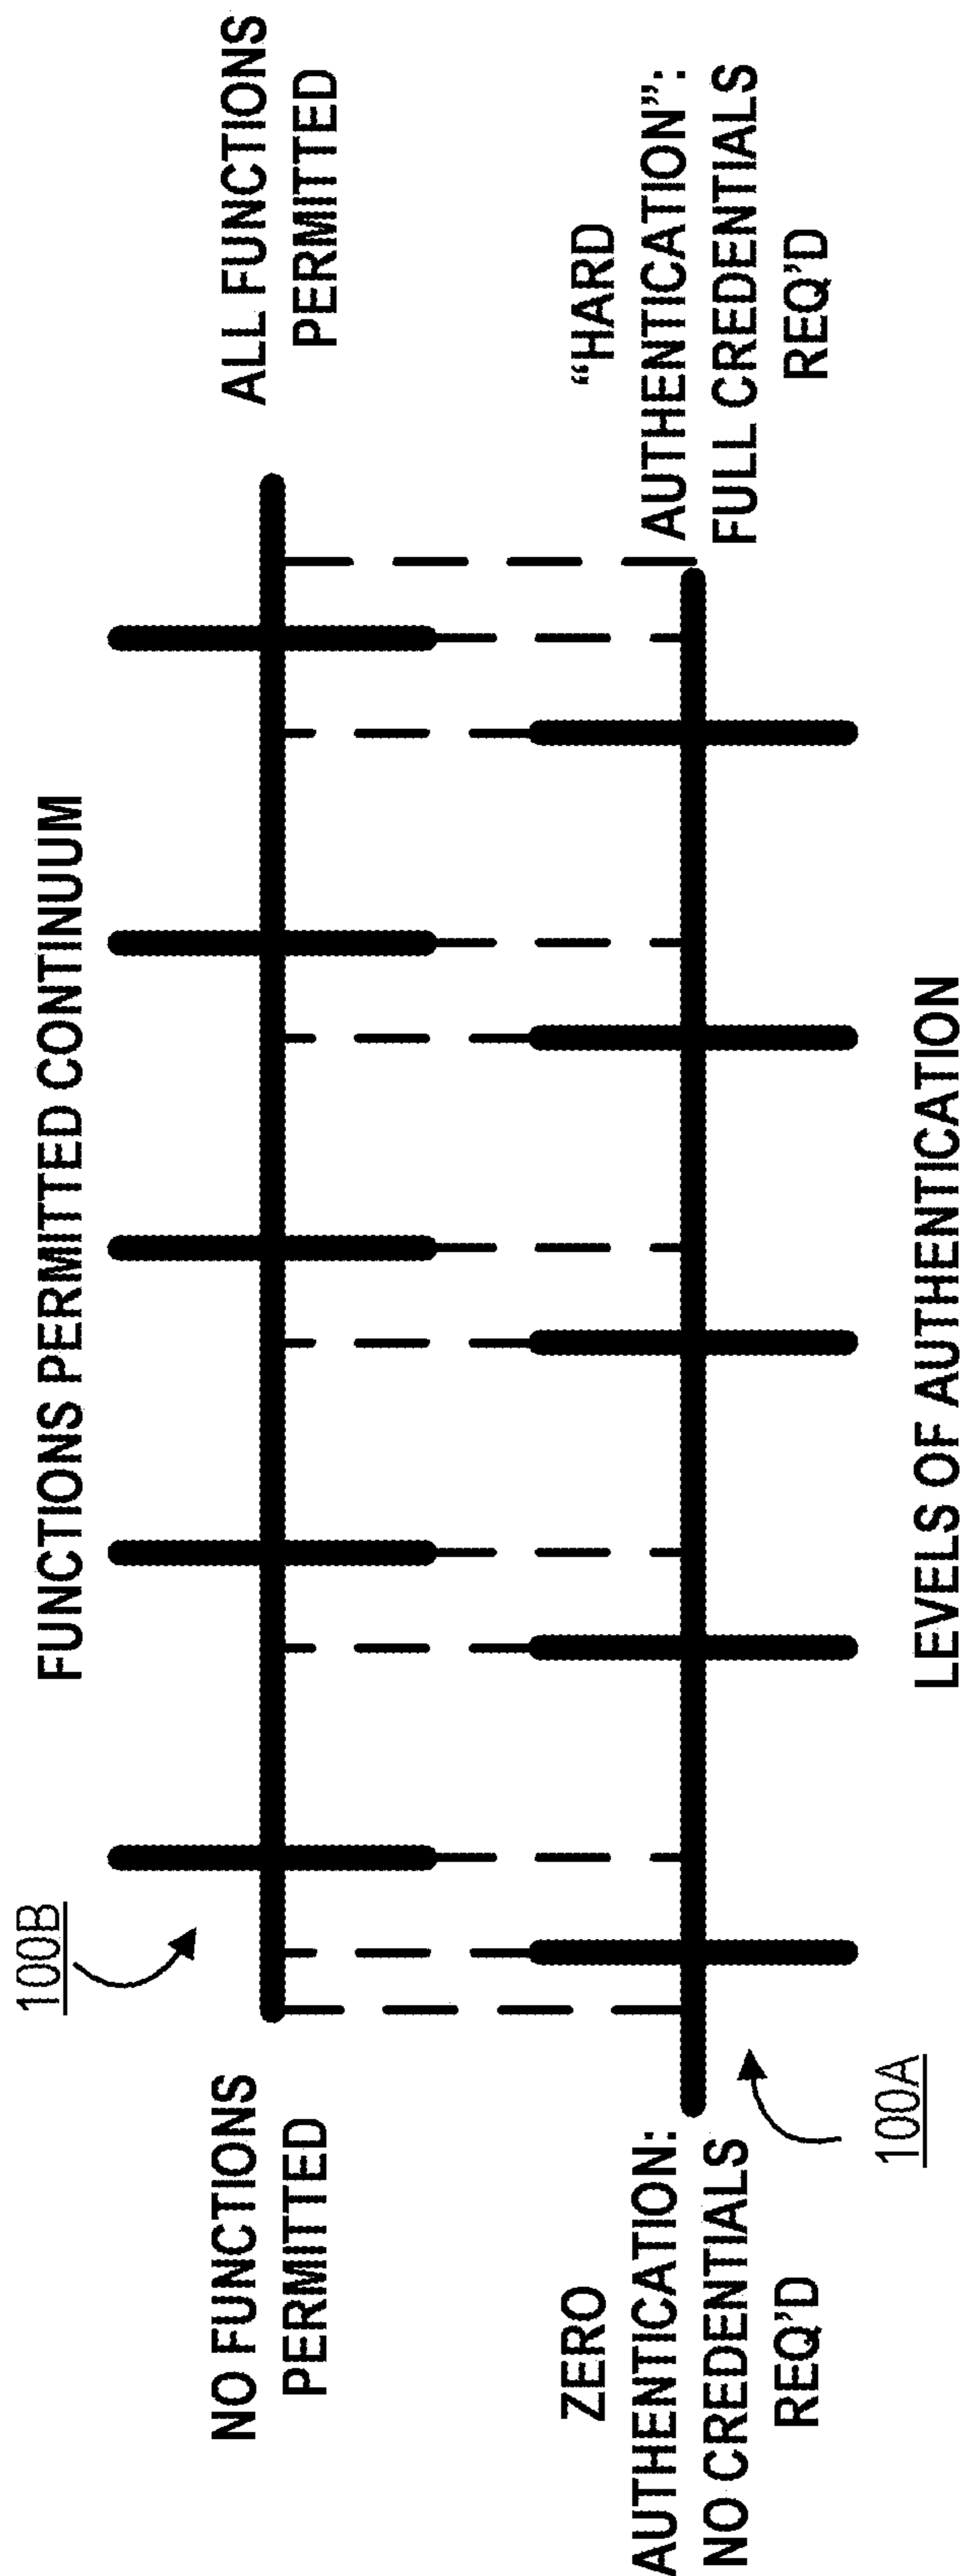 FUNCTIONS PERMITTED CONTINUUM
100B
NO FUNCTIONS
PERMITTED
ALL FUNCTIONS
PERMITTED
ZERO
AUTHENTICATION:
NO CREDENTIALS
REQ'D
“HARD
AUTHENTICATION”:
FULL CREDENTIALS
REQ'D
100A
LEVELS OF AUTHENTICATION